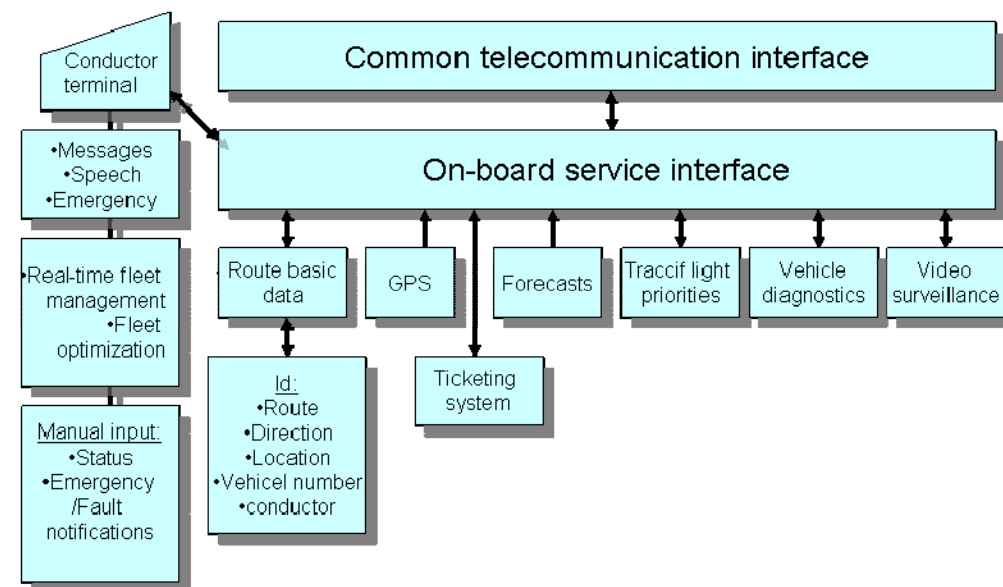 Conductor
terminal
Common telecommunication interface
•Messages
•Speech
•Emergency
On-board service interface
•Real-time fleet
management
•Fleet
optimization
Route basic
data
GPS
Forecasts
Traccif light
priorities
Vehicle
diagnostics
Video
surveillance
Manual input:
•Status
•Emergency
/Fault
notifications
Id:
•Route
•Direction
•Location
•Vehicel number
•conductor
Ticketing
system